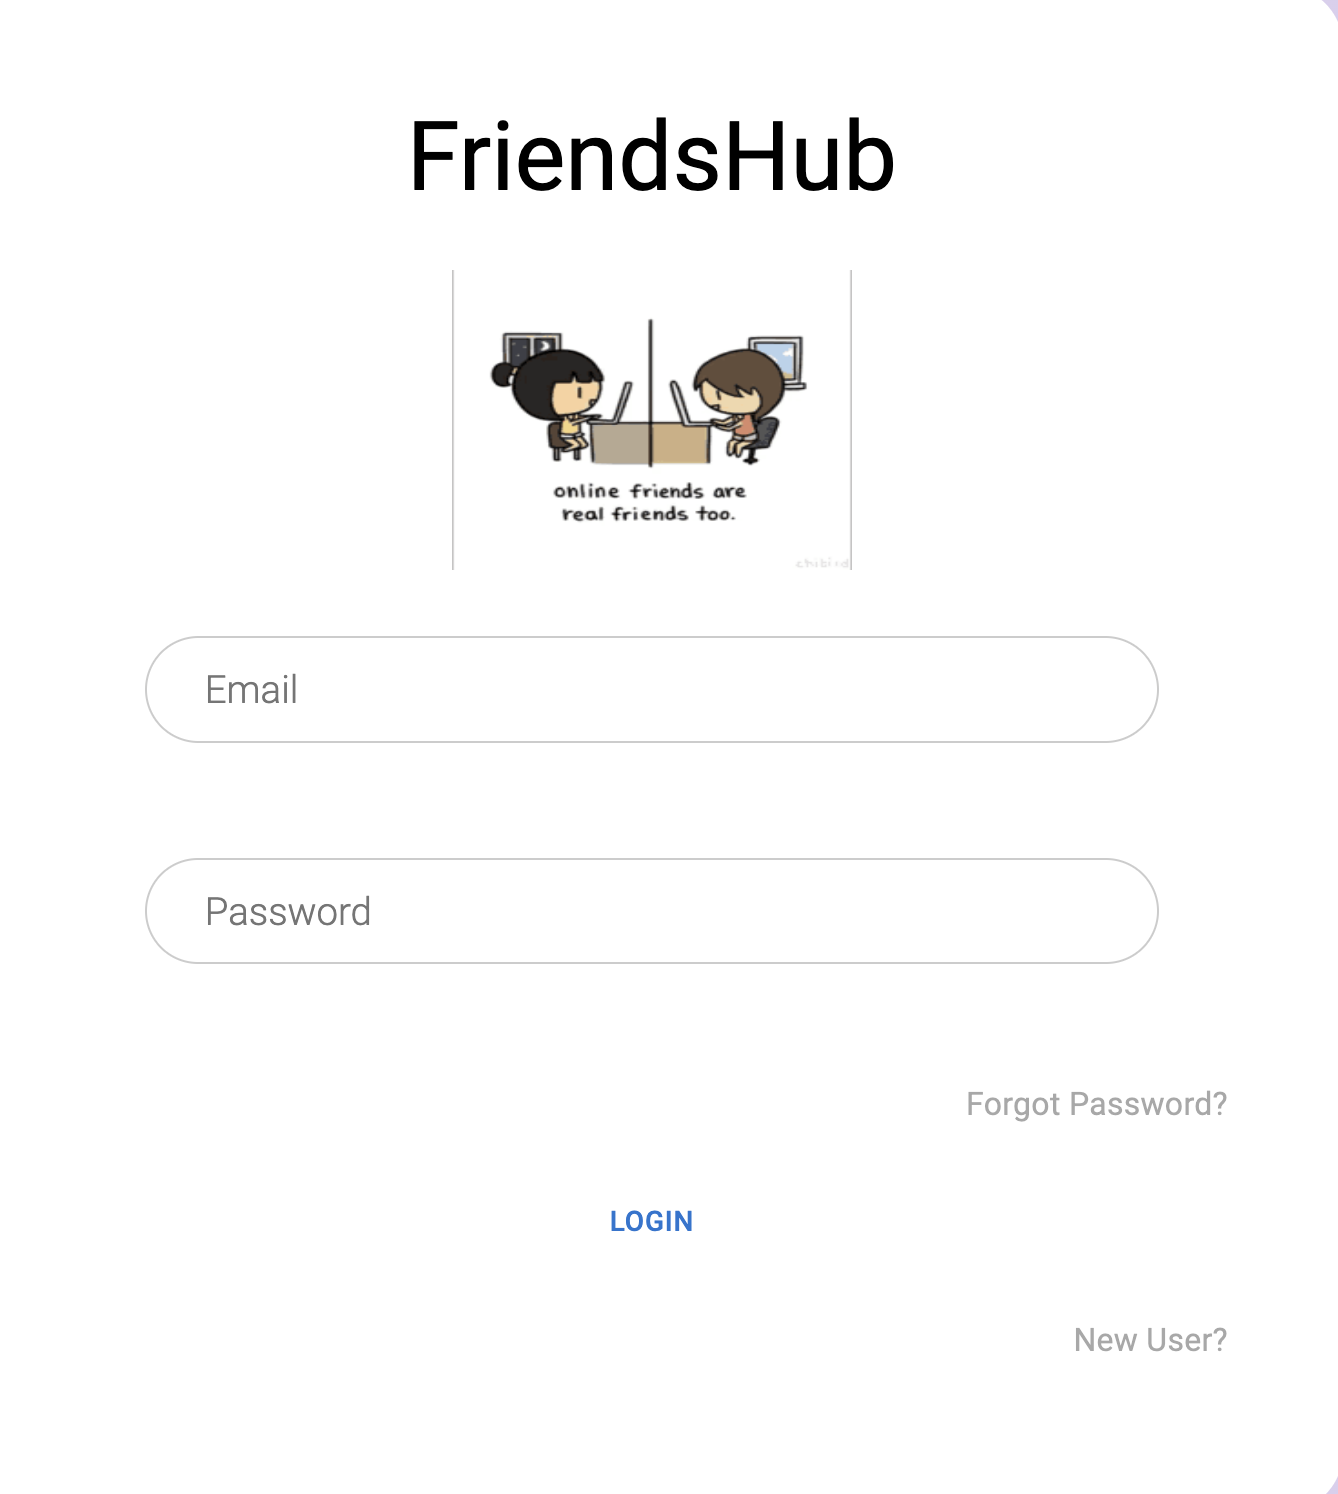 FriendsHub
online friends are
real friends too.
chibird
Email
Password
Forgot Password?
LOGIN
New User?